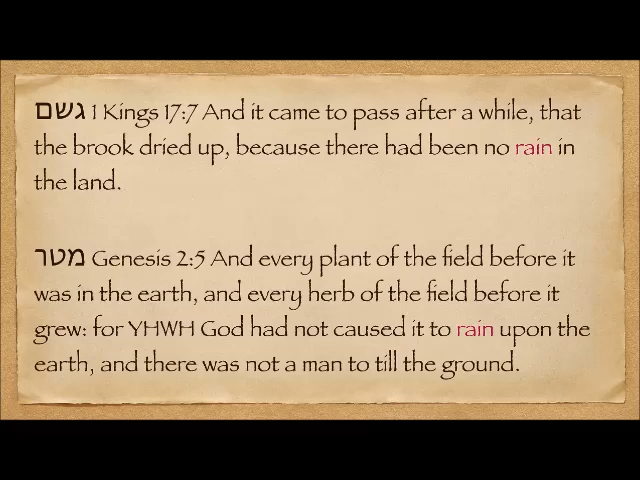 גשם 1 Kings 17:7 And it came to pass after a while, that
the brook dried up, because there had been no rain in
the land.
מטר Genesis 2:5 And every plant of the field before it
was in the earth, and every herb of the field before it
grew: for YHWH God had not caused it to rain upon the
earth, and there was not a man to till the ground.